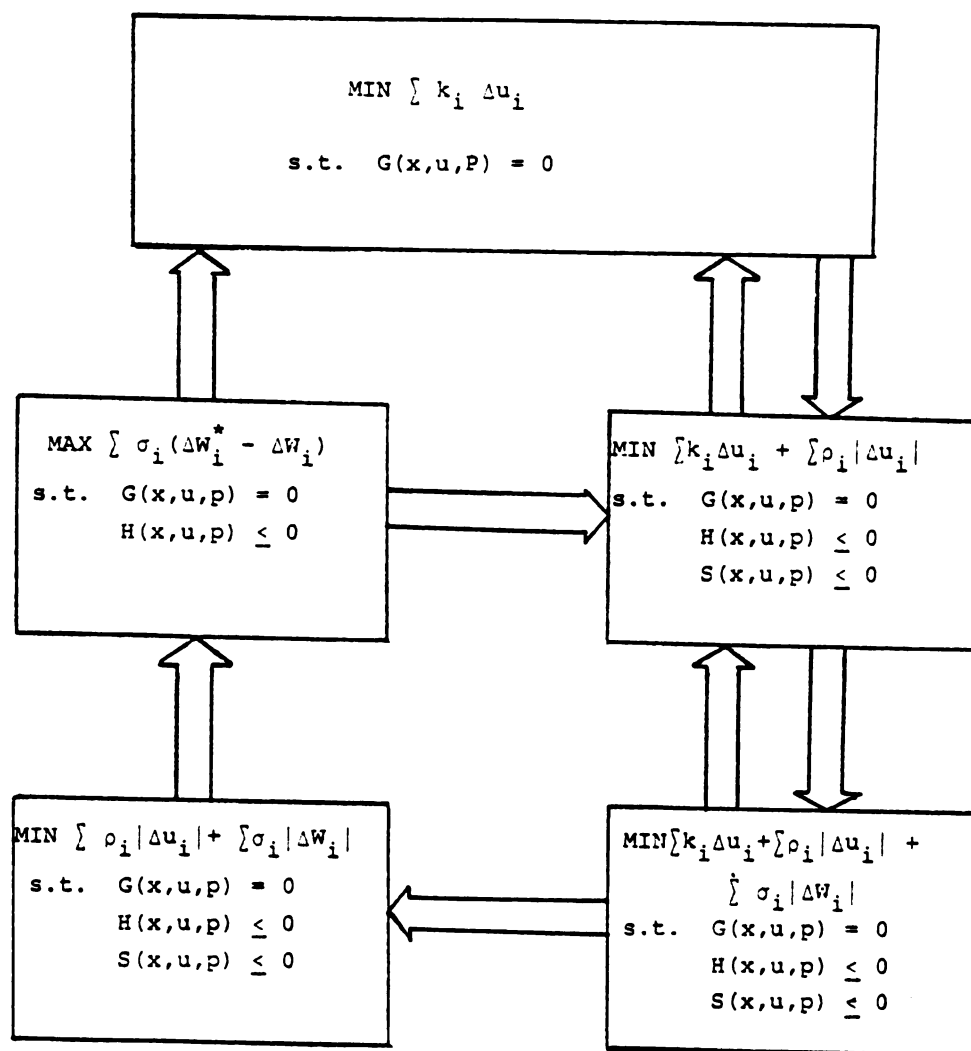 MIN ∑ k_i Δu_i
s.t. G(x,u,P) = 0
MAX ∑ σ_i(ΔW_i^* - ΔW_i)
s.t. G(x,u,p) = 0
H(x,u,p) ≤ 0
MIN ∑k_iΔu_i + ∑ρ_i|Δu_i|
s.t. G(x,u,p) = 0
H(x,u,p) ≤ 0
S(x,u,p) ≤ 0
MIN ∑ ρ_i|Δu_i|+ ∑σ_i|ΔW_i|
s.t. G(x,u,p) = 0
H(x,u,p) ≤ 0
S(x,u,p) ≤ 0
MIN∑k_iΔu_i+∑ρ_i|Δu_i| +
∑ σ_i|ΔW_i|
s.t. G(x,u,p) = 0
H(x,u,p) ≤ 0
S(x,u,p) ≤ 0